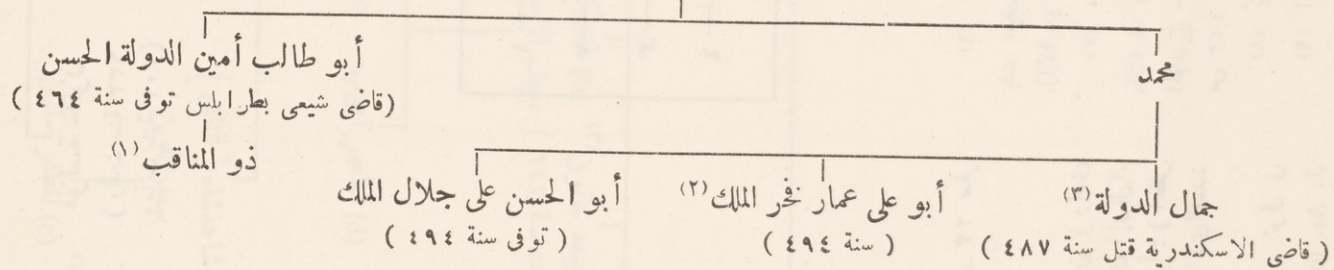 محمد
أبو طالب أمين الدولة الحسن
(قاضى شيعى بطرابلس توفى سنة ٤٦٤ )
ذو المناقب (١)
جمال الدولة (٣)
أبو على عمار فخر الملك (٢)
أبو الحسن على جلال الملك
( قاضى الاسكندرية قتل سنة ٤٨٧ )
( سنة ٤٩٤ )
( توفى سنة ٤٩٤ )